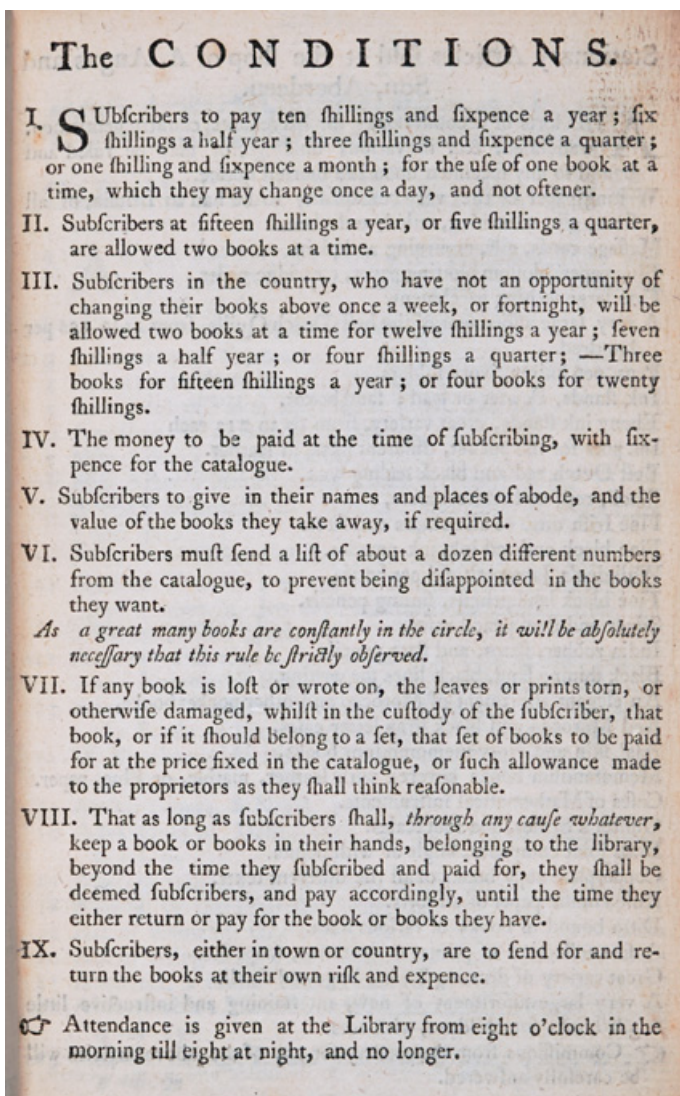 The CONDITIONS.
I. SUbſcribers to pay ten ſhillings and ſixpence a year; ſix
ſhillings a half year; three ſhillings and ſixpence a quarter;
or one ſhilling and ſixpence a month; for the uſe of one book at a
time, which they may change once a day, and not oftener.
II. Subſcribers at fifteen ſhillings a year, or five ſhillings a quarter,
are allowed two books at a time.
III. Subſcribers in the country, who have not an opportunity of
changing their books above once a week, or fortnight, will be
allowed two books at a time for twelve ſhillings a year; ſeven
ſhillings a half year; or four ſhillings a quarter; —Three
books for fifteen ſhillings a year; or four books for twenty
ſhillings.
IV. The money to be paid at the time of ſubſcribing, with ſix-
pence for the catalogue.
V. Subſcribers to give in their names and places of abode, and the
value of the books they take away, if required.
VI. Subſcribers muſt ſend a liſt of about a dozen different numbers
from the catalogue, to prevent being diſappointed in the books
they want.
As a great many books are conſtantly in the circle, it will be abſolutely
neceſſary that this rule be ſtrictly obſerved.
VII. If any book is loſt or wrote on, the leaves or prints torn, or
otherwiſe damaged, whilſt in the cuſtody of the ſubſcriber, that
book, or if it ſhould belong to a ſet, that ſet of books to be paid
for at the price fixed in the catalogue, or ſuch allowance made
to the proprietors as they ſhall think reaſonable.
VIII. That as long as ſubſcribers ſhall, through any cauſe whatever,
keep a book or books in their hands, belonging to the library,
beyond the time they ſubſcribed and paid for, they ſhall be
deemed ſubſcribers, and pay accordingly, until the time they
either return or pay for the book or books they have.
IX. Subſcribers, either in town or country, are to ſend for and re-
turn the books at their own riſk and expence.
☞ Attendance is given at the Library from eight o'clock in the
morning till eight at night, and no longer.